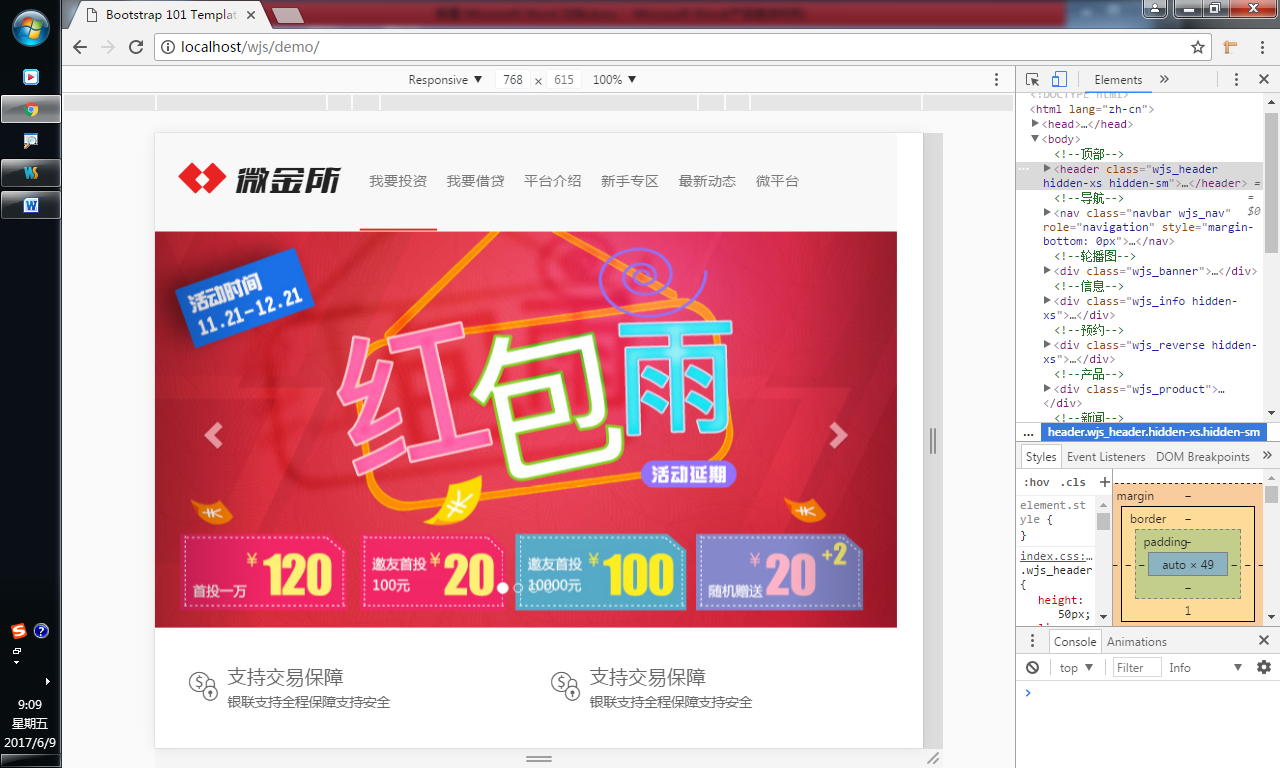 Bootstrap 101 Templat
localhost/wjs/demo/
Responsive ▼ 768 × 615 100% ▼
Elements
<!DOCTYPE html>
<html lang="zh-cn">
<head>…</head>
<body>
<!--顶部-->
<header class="wjs_header hidden-xs hidden-sm">…</header> == $0
<!--导航-->
<nav class="navbar wjs_nav" role="navigation" style="margin-bottom: 0px">…</nav>
<!--轮播图-->
<div class="wjs_banner">…</div>
<!--信息-->
<div class="wjs_info hidden-xs">…</div>
<!--预约-->
<div class="wjs_reverse hidden-xs">…</div>
<!--产品-->
<div class="wjs_product">…</div>
<!--新闻-->
... header.wjs_header.hidden-xs.hidden-sm
Styles Event Listeners DOM Breakpoints
:hov .cls +
element.style {
}
index.css:…
.wjs_header {
height: 50px;
margin –
border –
padding –
auto × 49
–
1
Console Animations
top ▼ Filter Info ▼
微金所
我要投资 我要借贷 平台介绍 新手专区 最新动态 微平台
活动时间
11.21-12.21
红包雨
活动延期
首投一万 ¥120
邀友首投 100元 ¥20
邀友首投 10000元 ¥100
随机赠送 ¥20+2
支持交易保障
银联支持全程保障支持安全
支持交易保障
银联支持全程保障支持安全
9:09
星期五
2017/6/9